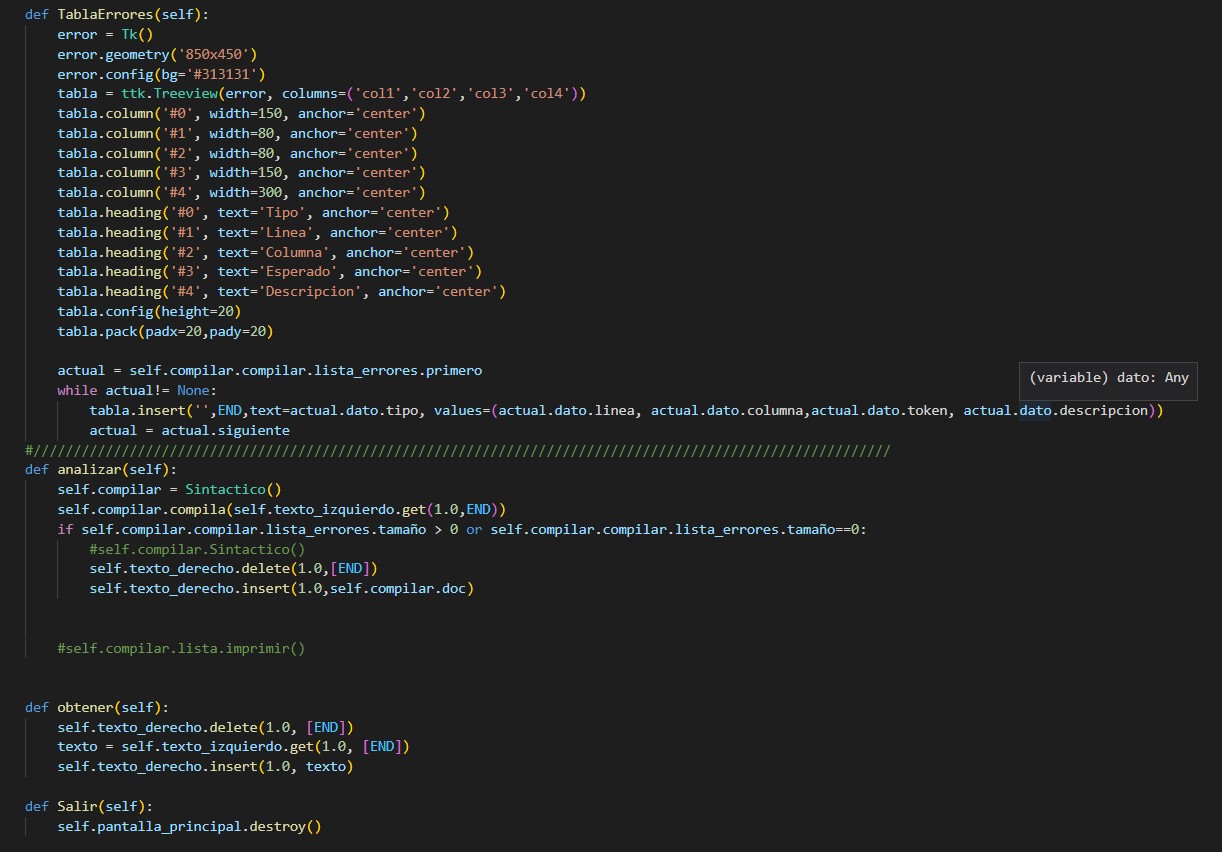 def TablaErrores(self):
    error = Tk()
    error.geometry('850x450')
    error.config(bg='#313131')
    tabla = ttk.Treeview(error, columns=('col1','col2','col3','col4'))
    tabla.column('#0', width=150, anchor='center')
    tabla.column('#1', width=80, anchor='center')
    tabla.column('#2', width=80, anchor='center')
    tabla.column('#3', width=150, anchor='center')
    tabla.column('#4', width=300, anchor='center')
    tabla.heading('#0', text='Tipo', anchor='center')
    tabla.heading('#1', text='Linea', anchor='center')
    tabla.heading('#2', text='Columna', anchor='center')
    tabla.heading('#3', text='Esperado', anchor='center')
    tabla.heading('#4', text='Descripcion', anchor='center')
    tabla.config(height=20)
    tabla.pack(padx=20,pady=20)
    actual = self.compilar.compilar.lista_errores.primero
(variable) dato: Any
    while actual!= None:
        tabla.insert('',END,text=actual.dato.tipo, values=(actual.dato.linea, actual.dato.columna,actual.dato.token, actual.dato.descripcion))
        actual = actual.siguiente
#///////////////////////////////////////////////////////////////////////////////////////////////////////////
def analizar(self):
    self.compilar = Sintactico()
    self.compilar.compila(self.texto_izquierdo.get(1.0,END))
    if self.compilar.compilar.lista_errores.tamaño > 0 or self.compilar.compilar.lista_errores.tamaño==0:
        #self.compilar.Sintactico()
        self.texto_derecho.delete(1.0,[END])
        self.texto_derecho.insert(1.0,self.compilar.doc)
    #self.compilar.lista.imprimir()
def obtener(self):
    self.texto_derecho.delete(1.0, [END])
    texto = self.texto_izquierdo.get(1.0, [END])
    self.texto_derecho.insert(1.0, texto)
def Salir(self):
    self.pantalla_principal.destroy()